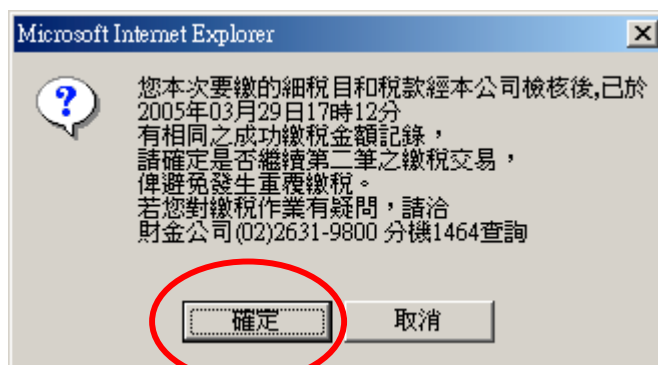 Microsoft Internet Explorer
您本次要繳的細稅目和稅款經本公司檢核後,已於
2005年03月29日17時12分
有相同之成功繳稅金額記錄，
請確定是否繼續第二筆之繳稅交易，
俾避免發生重覆繳稅。
若您對繳稅作業有疑問，請洽
財金公司(02)2631-9800 分機1464查詢
確定
取消